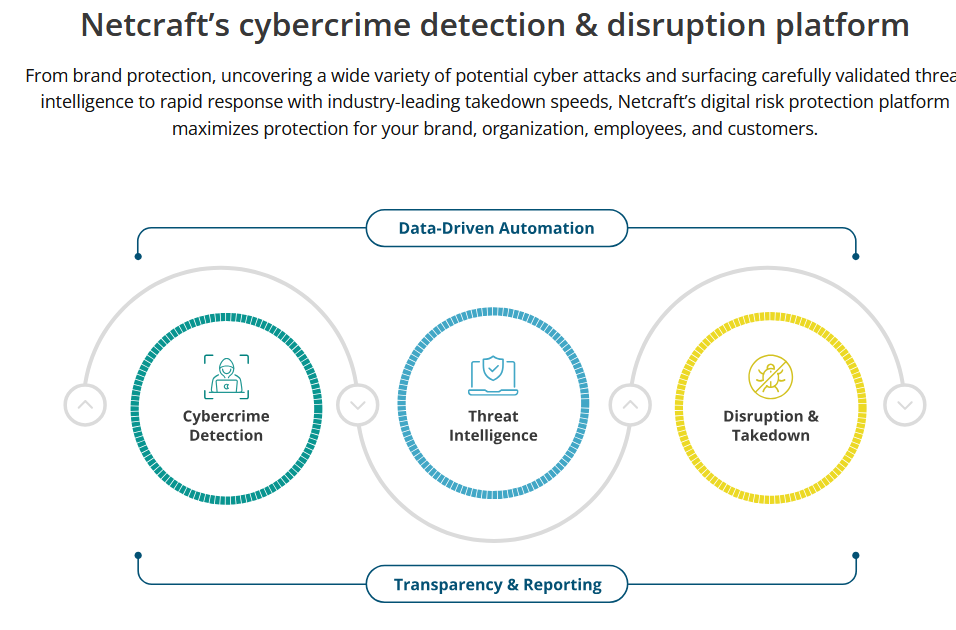 Netcraft’s cybercrime detection & disruption platform
From brand protection, uncovering a wide variety of potential cyber attacks and surfacing carefully validated
intelligence to rapid response with industry-leading takedown speeds, Netcraft’s digital risk protection platform
maximizes protection for your brand, organization, employees, and customers.
Data-Driven Automation
Cybercrime
Detection
Threat
Intelligence
Disruption &
Takedown
Transparency & Reporting